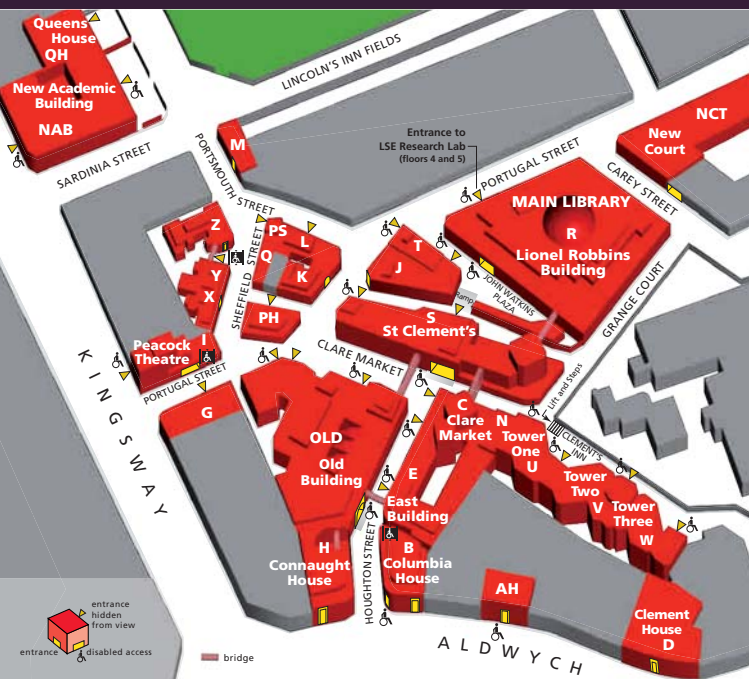 Queens
House
QH
New Academic
Building
NAB
LINCOLN'S INN FIELDS
SARDINIA STREET
PORTSMOUTH STREET
M
Entrance to
LSE Research Lab
(floors 4 and 5)
PORTUGAL STREET
NCT
New
Court
CAREY STREET
MAIN LIBRARY
R
Lionel Robbins
Building
Z
PS
L
Q
K
SHEFFIELD STREET
Y
X
PH
T
J
JOHN WATKINS
PLAZA
Ramp
GRANGE COURT
S
St Clement's
I
Peacock
Theatre
PORTUGAL STREET
CLARE MARKET
KINGSWAY
G
OLD
Old
Building
C
Clare
Market
Lift and Steps
CLEMENT'S
INN
N
Tower
One
U
E
East
Building
Tower
Two
V
Tower
Three
W
H
Connaught
House
HOUGHTON STREET
B
Columbia
House
AH
Clement
House
D
ALDWYCH
entrance
hidden
from view
entrance
disabled access
bridge